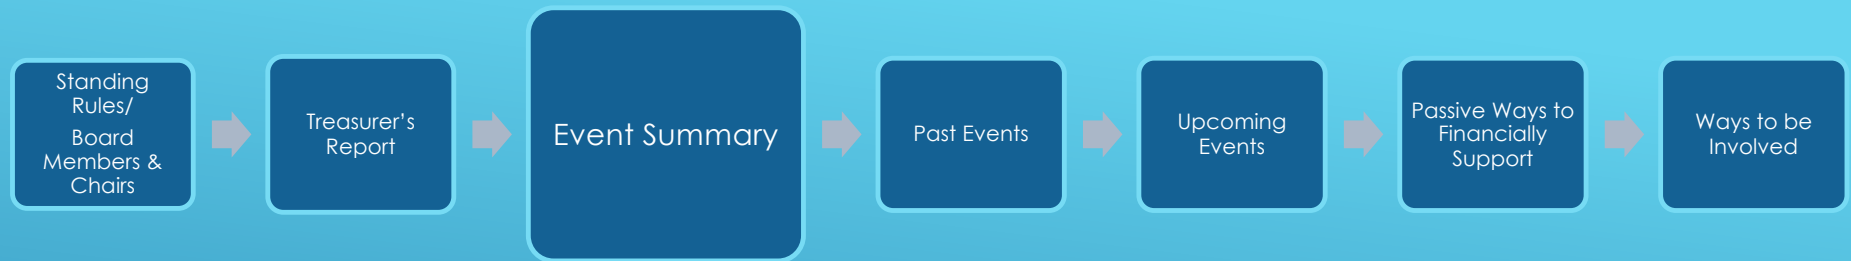 Standing
Rules/
Board
Members &
Chairs
Treasurer’s
Report
Event Summary
Past Events
Upcoming
Events
Passive Ways to
Financially
Support
Ways to be
Involved